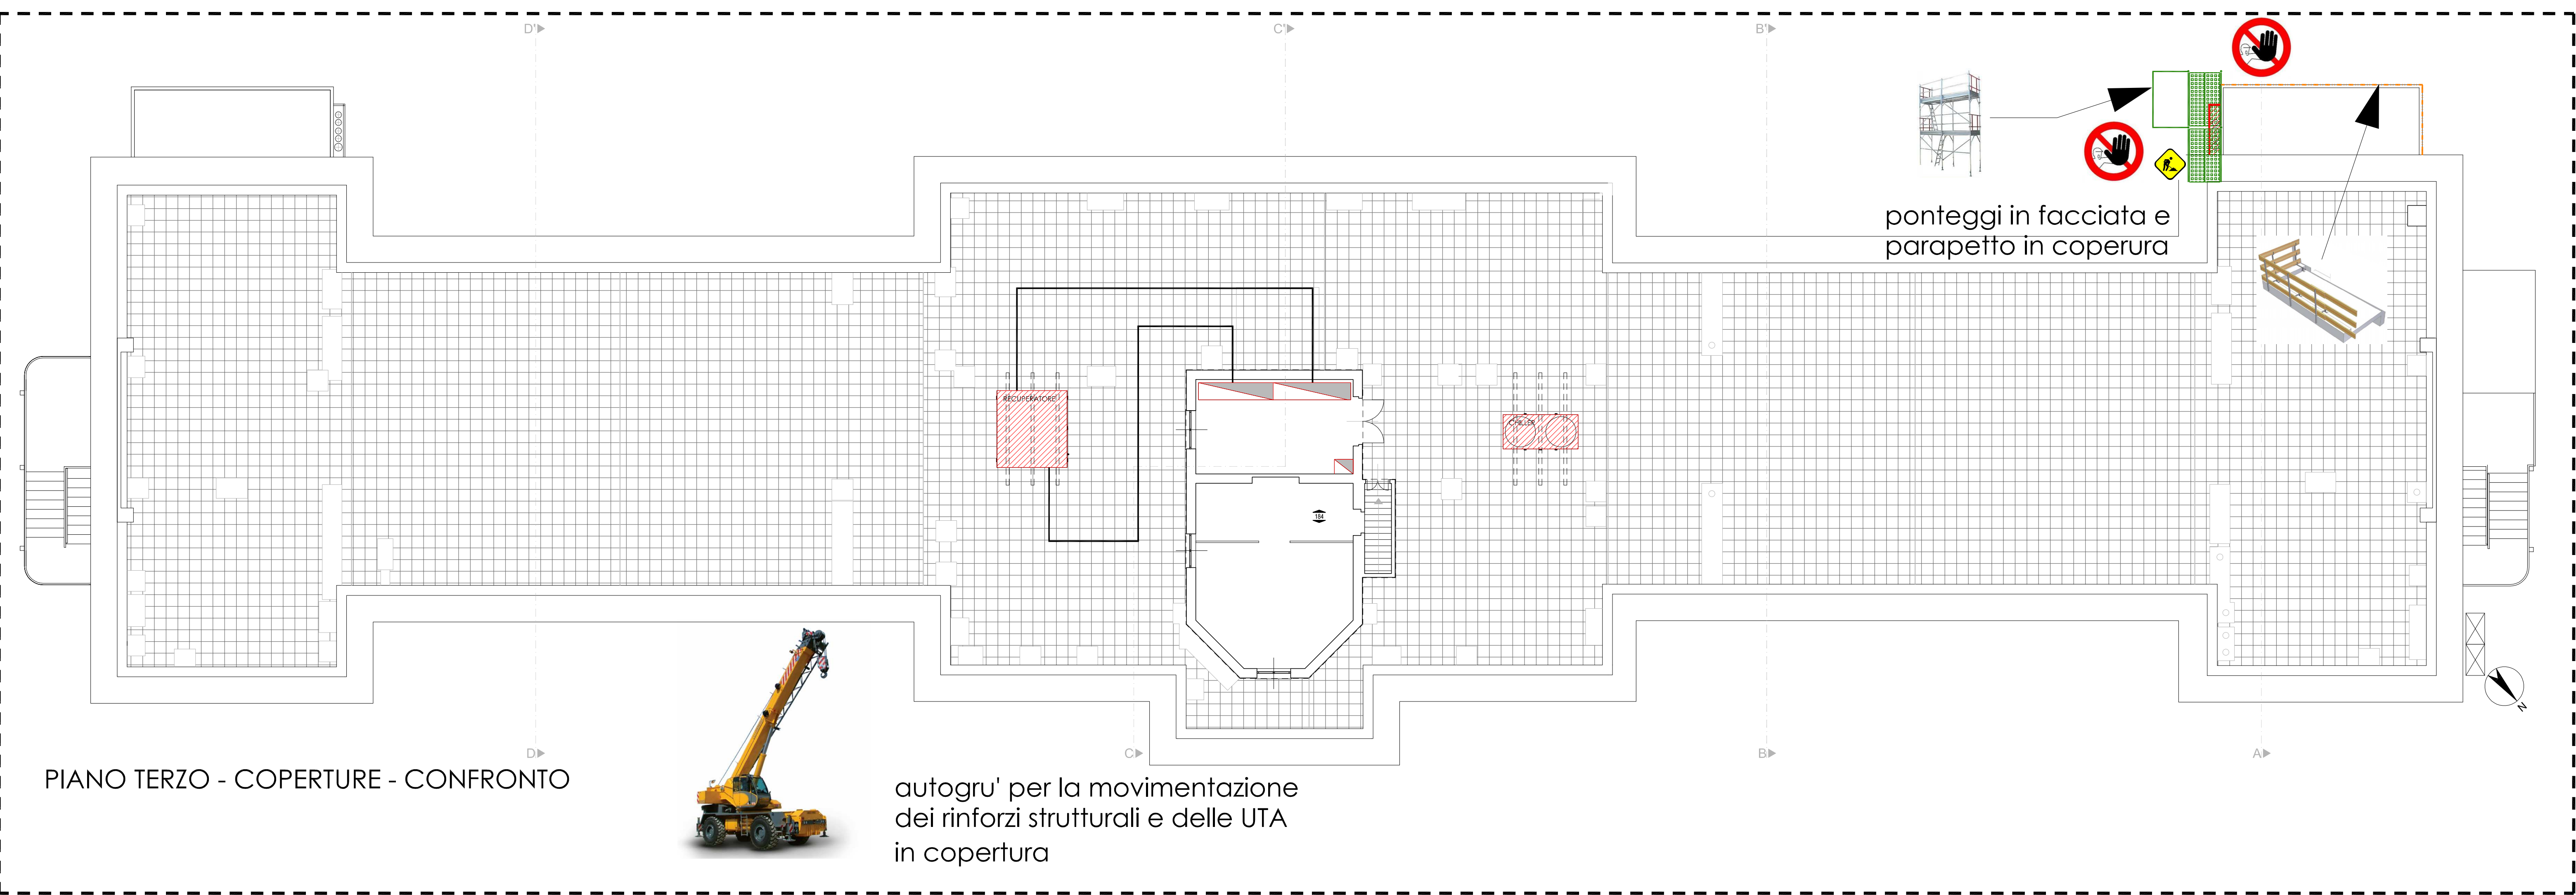 D'
C'
B'
ponteggi in facciata e
parapetto in coperura
RECUPERATORE
CHILLER
184
N
D
C
B
A
PIANO TERZO - COPERTURE - CONFRONTO
autogru' per la movimentazione
dei rinforzi strutturali e delle UTA
in copertura